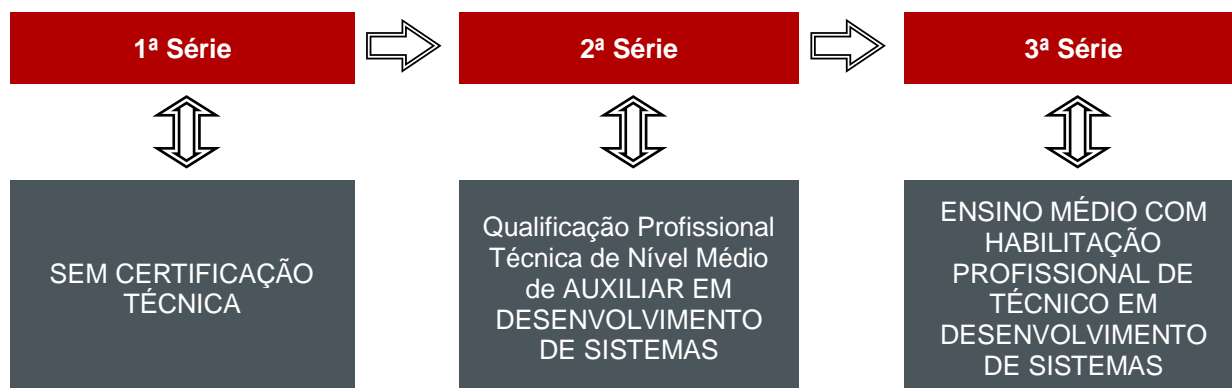 1ª Série
2ª Série
3ª Série
SEM CERTIFICAÇÃO
TÉCNICA
Qualificação Profissional
Técnica de Nível Médio
de AUXILIAR EM
DESENVOLVIMENTO
DE SISTEMAS
ENSINO MÉDIO COM
HABILITAÇÃO
PROFISSIONAL DE
TÉCNICO EM
DESENVOLVIMENTO
DE SISTEMAS